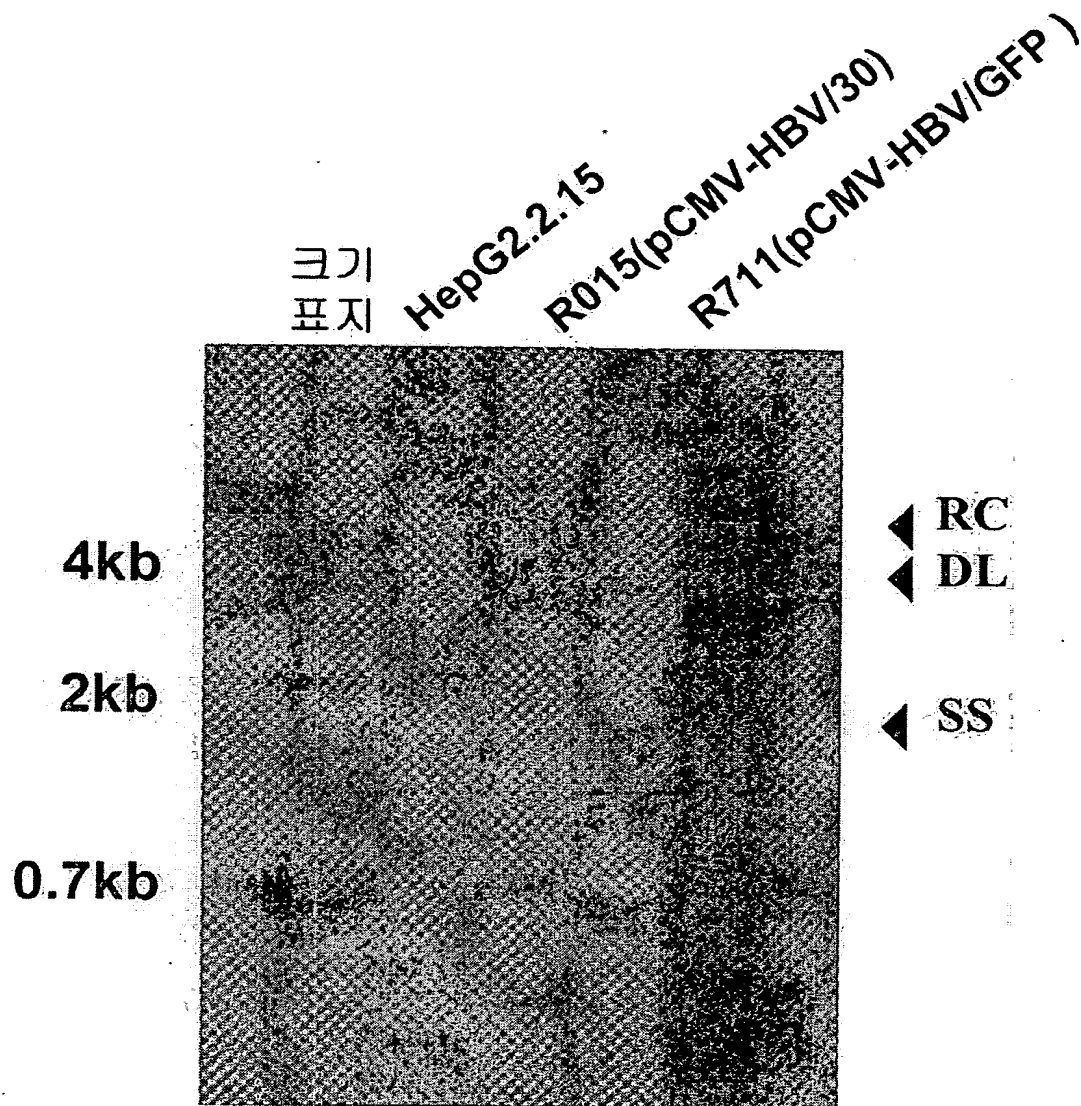 크기
표지
HepG2.2.15
R015(pCMV-HBV/30)
R711(pCMV-HBV/GFP )
4kb
2kb
0.7kb
RC
DL
SS